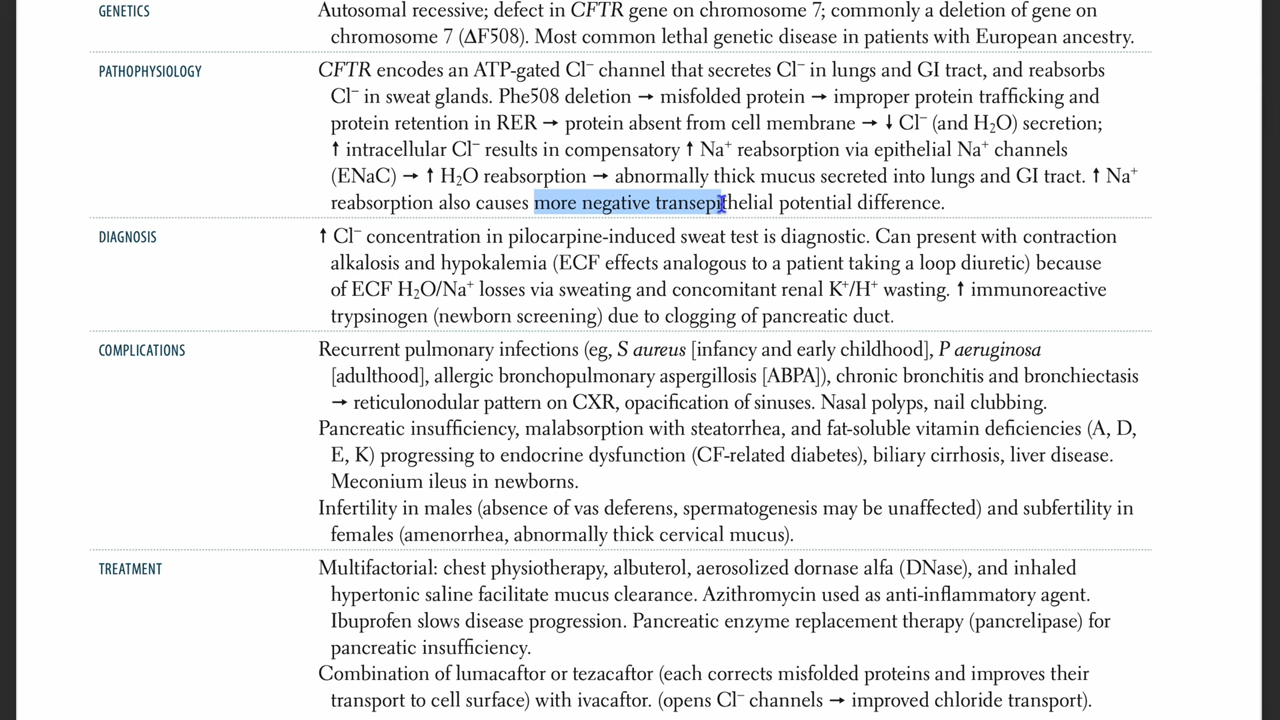 GENETICS
Autosomal recessive; defect in CFTR gene on chromosome 7; commonly a deletion of gene on
chromosome 7 (ΔF508). Most common lethal genetic disease in patients with European ancestry.
PATHOPHYSIOLOGY
CFTR encodes an ATP-gated Cl⁻ channel that secretes Cl⁻ in lungs and GI tract, and reabsorbs
Cl⁻ in sweat glands. Phe508 deletion → misfolded protein → improper protein trafficking and
protein retention in RER → protein absent from cell membrane → ↓ Cl⁻ (and H₂O) secretion;
↑ intracellular Cl⁻ results in compensatory ↑ Na⁺ reabsorption via epithelial Na⁺ channels
(ENaC) → ↑ H₂O reabsorption → abnormally thick mucus secreted into lungs and GI tract. ↑ Na⁺
reabsorption also causes more negative transepithelial potential difference.
DIAGNOSIS
↑ Cl⁻ concentration in pilocarpine-induced sweat test is diagnostic. Can present with contraction
alkalosis and hypokalemia (ECF effects analogous to a patient taking a loop diuretic) because
of ECF H₂O/Na⁺ losses via sweating and concomitant renal K⁺/H⁺ wasting. ↑ immunoreactive
trypsinogen (newborn screening) due to clogging of pancreatic duct.
COMPLICATIONS
Recurrent pulmonary infections (eg, S aureus [infancy and early childhood], P aeruginosa
[adulthood], allergic bronchopulmonary aspergillosis [ABPA]), chronic bronchitis and bronchiectasis
→ reticulonodular pattern on CXR, opacification of sinuses. Nasal polyps, nail clubbing.
Pancreatic insufficiency, malabsorption with steatorrhea, and fat-soluble vitamin deficiencies (A, D,
E, K) progressing to endocrine dysfunction (CF-related diabetes), biliary cirrhosis, liver disease.
Meconium ileus in newborns.
Infertility in males (absence of vas deferens, spermatogenesis may be unaffected) and subfertility in
females (amenorrhea, abnormally thick cervical mucus).
TREATMENT
Multifactorial: chest physiotherapy, albuterol, aerosolized dornase alfa (DNase), and inhaled
hypertonic saline facilitate mucus clearance. Azithromycin used as anti-inflammatory agent.
Ibuprofen slows disease progression. Pancreatic enzyme replacement therapy (pancrelipase) for
pancreatic insufficiency.
Combination of lumacaftor or tezacaftor (each corrects misfolded proteins and improves their
transport to cell surface) with ivacaftor. (opens Cl⁻ channels → improved chloride transport).